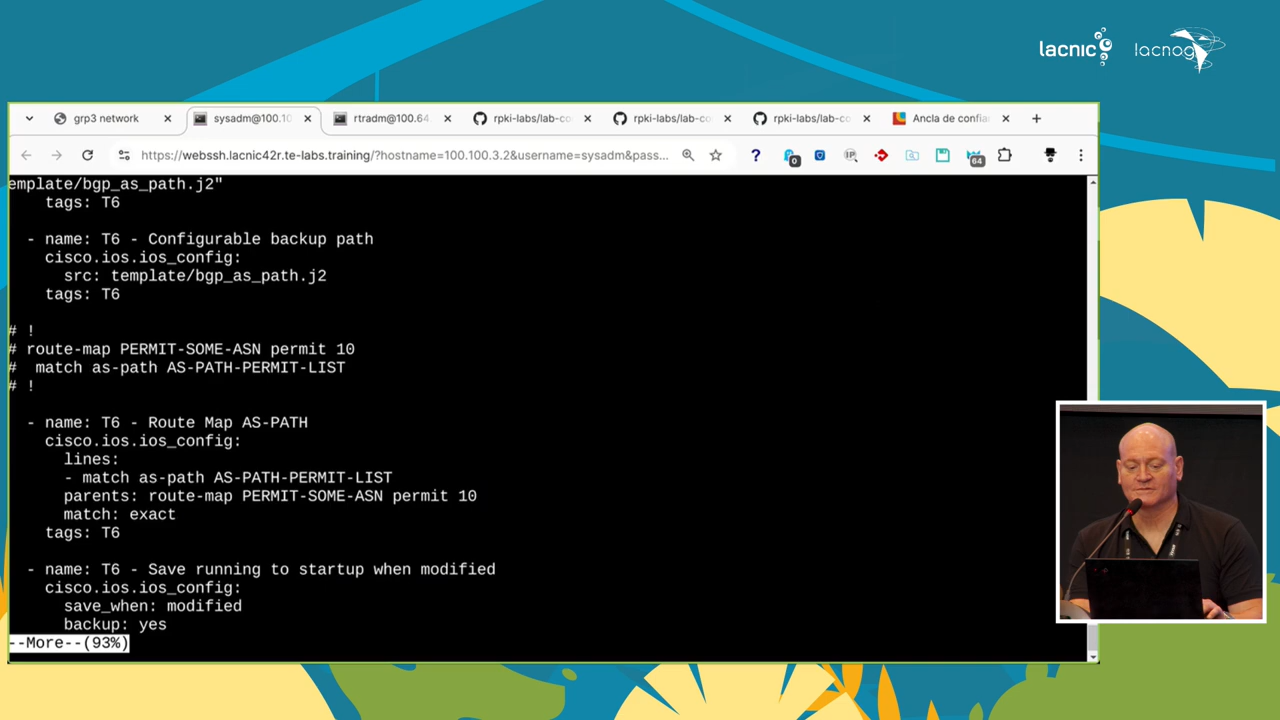 lacnic
lacnog
grp3 network
sysadm@100.10
rtradm@100.64
rpki-labs/lab-co
rpki-labs/lab-co
rpki-labs/lab-co
Ancla de confia
https://webssh.lacnic42r.te-labs.training/?hostname=100.100.3.2&username=sysadm&pass...
?
0
IP
64
emplate/bgp_as_path.j2"
tags: T6
- name: T6 - Configurable backup path
cisco.ios.ios_config:
src: template/bgp_as_path.j2
tags: T6
# !
# route-map PERMIT-SOME-ASN permit 10
#  match as-path AS-PATH-PERMIT-LIST
# !
- name: T6 - Route Map AS-PATH
cisco.ios.ios_config:
lines:
- match as-path AS-PATH-PERMIT-LIST
parents: route-map PERMIT-SOME-ASN permit 10
match: exact
tags: T6
- name: T6 - Save running to startup when modified
cisco.ios.ios_config:
save_when: modified
backup: yes
--More--(93%)